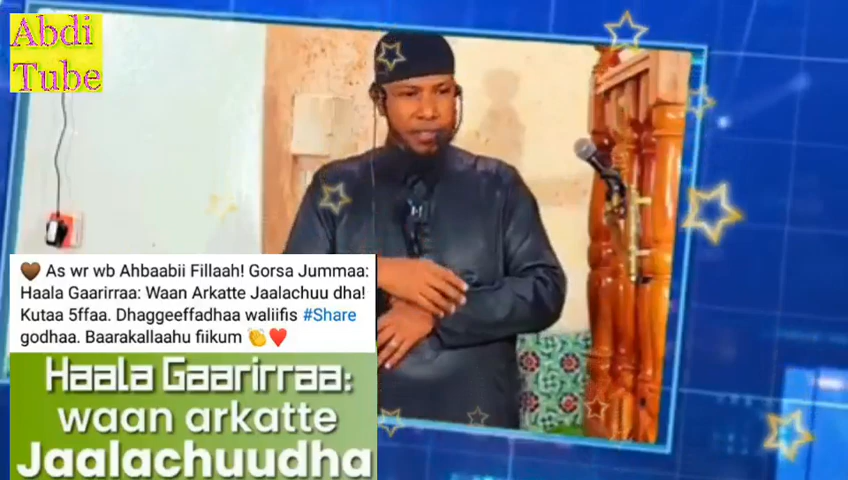 Abdi
Tube
🤎 As wr wb Ahbaabii Fillaah! Gorsa Jummaa:
Haala Gaarirraa: Waan Arkatte Jaalachuu dha!
Kutaa 5ffaa. Dhaggeeffadhaa waliifis #Share
godhaa. Baarakallaahu fiikum 👏❤️
Haala Gaarirraa:
waan arkatte
Jaalachuudha